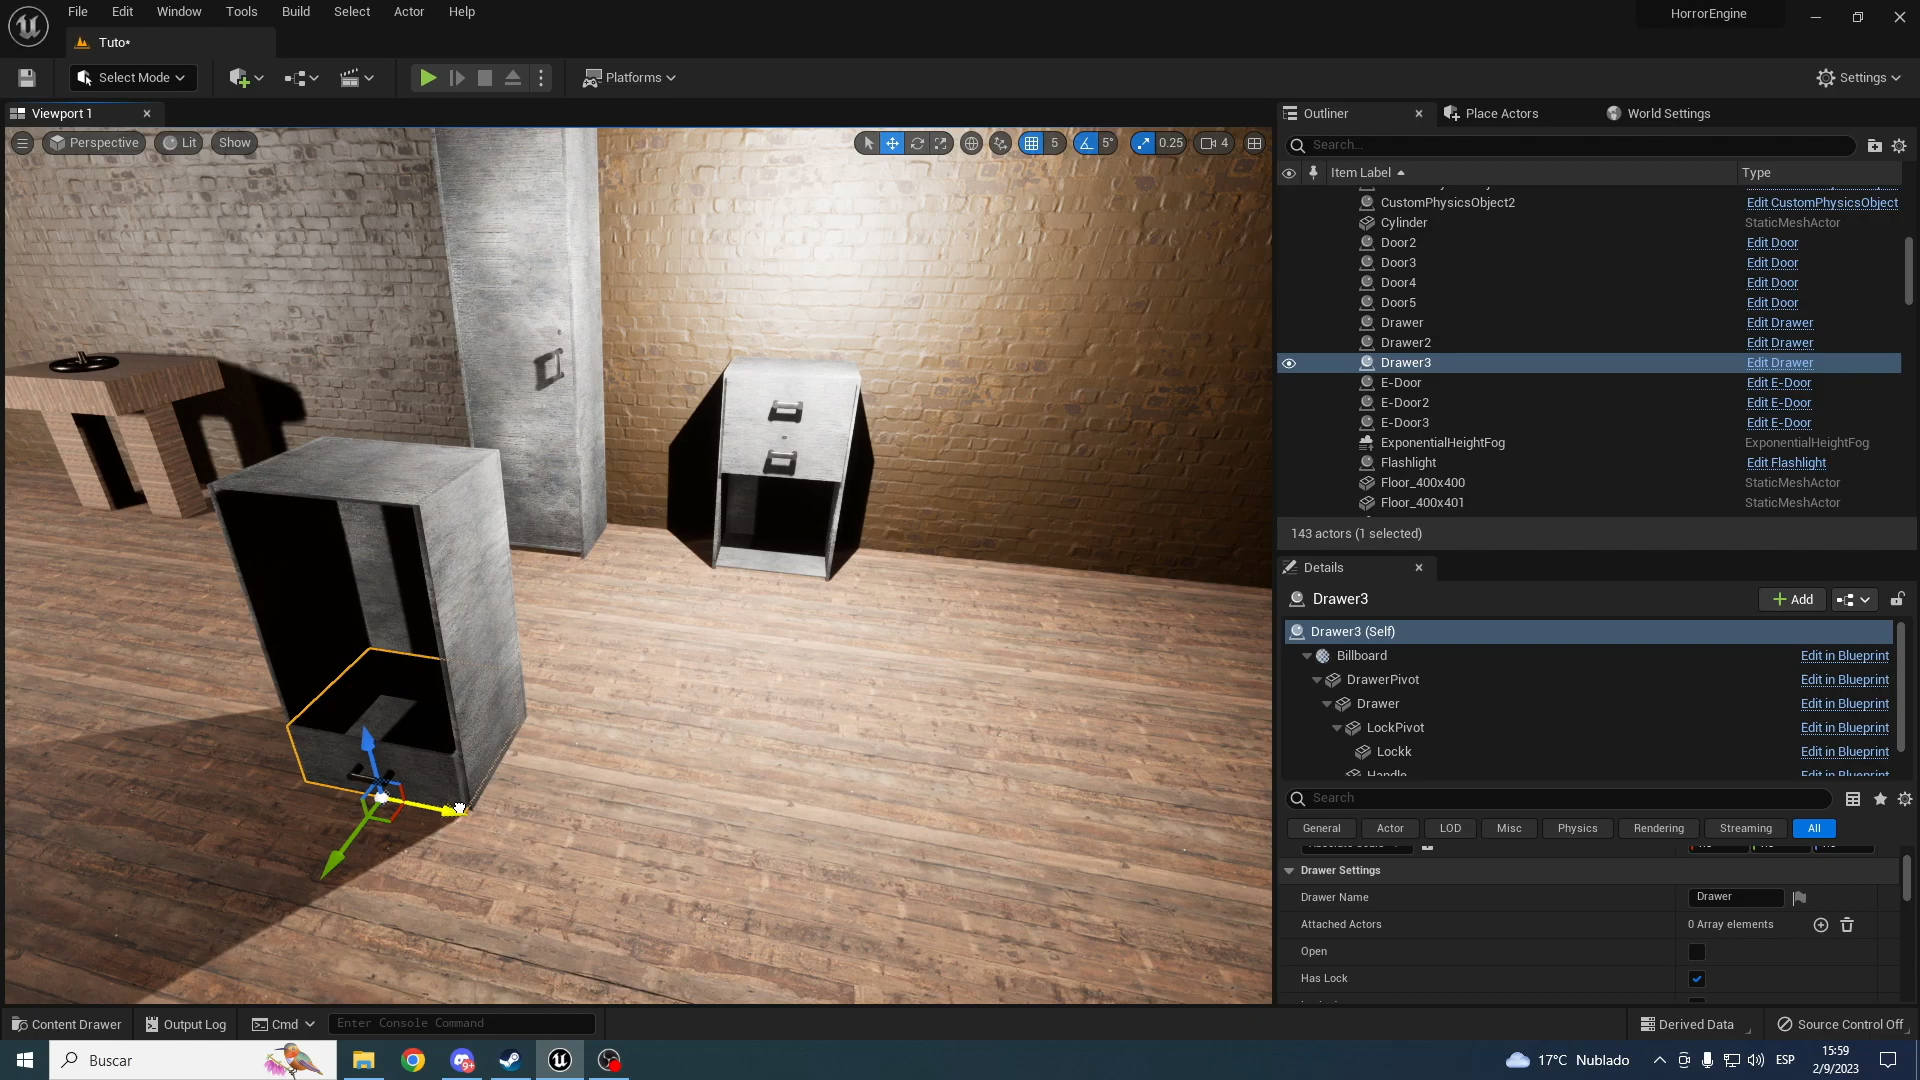 File Edit Window Tools Build Select Actor Help
HorrorEngine
Tuto*
Select Mode
Platforms
Settings
Viewport 1
Perspective Lit Show
5 5° 0.25 4
Outliner
Place Actors
World Settings
Search...
Item Label Type
CustomPhysicsObject2 Edit CustomPhysicsObject
Cylinder StaticMeshActor
Door2 Edit Door
Door3 Edit Door
Door4 Edit Door
Door5 Edit Door
Drawer Edit Drawer
Drawer2 Edit Drawer
Drawer3 Edit Drawer
E-Door Edit E-Door
E-Door2 Edit E-Door
E-Door3 Edit E-Door
ExponentialHeightFog ExponentialHeightFog
Flashlight Edit Flashlight
Floor_400x400 StaticMeshActor
Floor_400x401 StaticMeshActor
143 actors (1 selected)
Details
Drawer3
Add
Drawer3 (Self)
Billboard Edit in Blueprint
DrawerPivot Edit in Blueprint
Drawer Edit in Blueprint
LockPivot Edit in Blueprint
Lockk Edit in Blueprint
Handle Edit in Blueprint
Search
General Actor LOD Misc Physics Rendering Streaming All
Drawer Settings
Drawer Name Drawer
Attached Actors 0 Array elements
Open
Has Lock
Content Drawer Output Log Cmd Enter Console Command
Derived Data
Source Control Off
Buscar
9+
17°C Nublado
ESP
15:59
2/9/2023